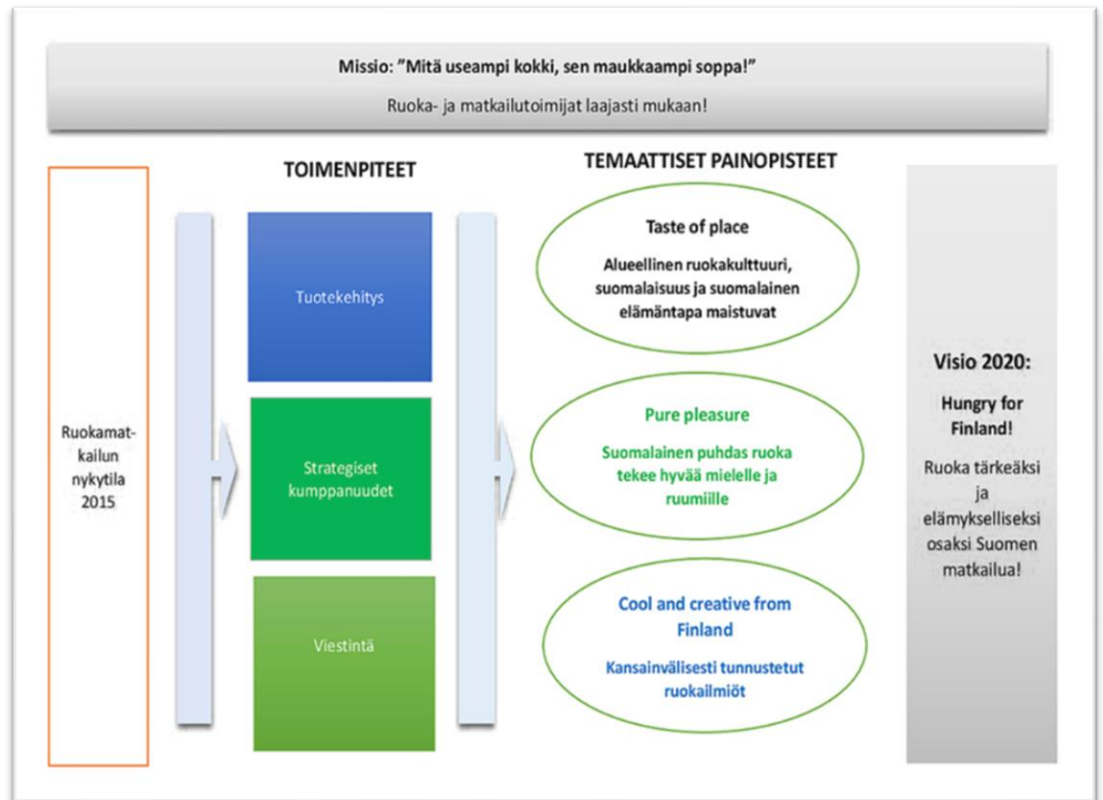 Missio: ”Mitä useampi kokki, sen maukkaampi soppa!”
Ruoka- ja matkailutoimijat laajasti mukaan!
Ruokamat-
kailun
nykytila
2015
TOIMENPITEET
Tuotekehitys
Strategiset
kumppanuudet
Viestintä
TEMAATTISET PAINOPISTEET
Taste of place
Alueellinen ruokakulttuuri,
suomalaisuus ja suomalainen
elämäntapa maistuvat
Pure pleasure
Suomalainen puhdas ruoka
tekee hyvää mielelle ja
ruumiille
Cool and creative from
Finland
Kansainvälisesti tunnustetut
ruokailmiöt
Visio 2020:
Hungry for
Finland!
Ruoka tärkeäksi
ja
elämykselliseksi
osaksi Suomen
matkailua!